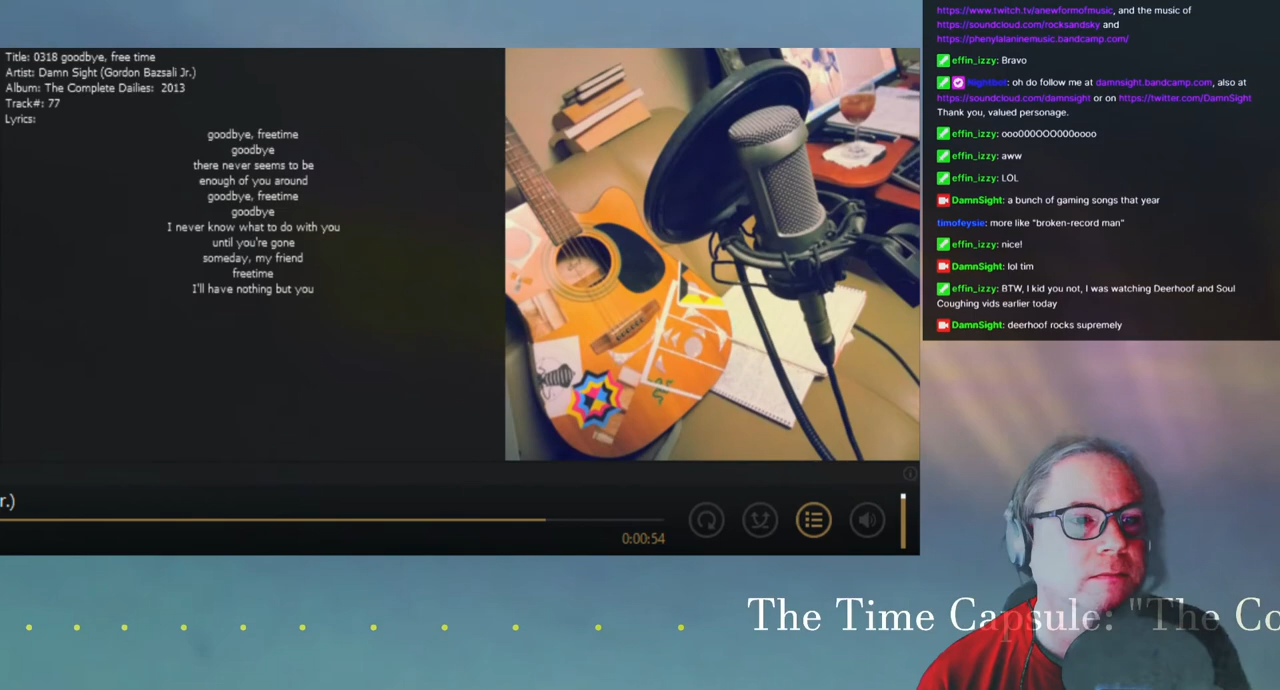 Title: 0318 goodbye, free time
Artist: Damn Sight (Gordon Bazsali Jr.)
Album: The Complete Dailies: 2013
Track#: 77
Lyrics:
goodbye, freetime
goodbye
there never seems to be
enough of you around
goodbye, freetime
goodbye
I never know what to do with you
until you're gone
someday, my friend
freetime
I'll have nothing but you
r.)
0:00:54
https://www.twitch.tv/anewformofmusic, and the music of
https://soundcloud.com/rocksandsky and
https://phenylalaninemusic.bandcamp.com/
effin_izzy: Bravo
Nightbot: oh do follow me at damnsight.bandcamp.com, also at
https://soundcloud.com/damnsight or on https://twitter.com/DamnSight
Thank you, valued personage.
effin_izzy: ooo000OOO000oooo
effin_izzy: aww
effin_izzy: LOL
DamnSight: a bunch of gaming songs that year
timofeysie: more like "broken-record man"
effin_izzy: nice!
DamnSight: lol tim
effin_izzy: BTW, I kid you not, I was watching Deerhoof and Soul
Coughing vids earlier today
DamnSight: deerhoof rocks supremely
The Time Capsule: "The Co